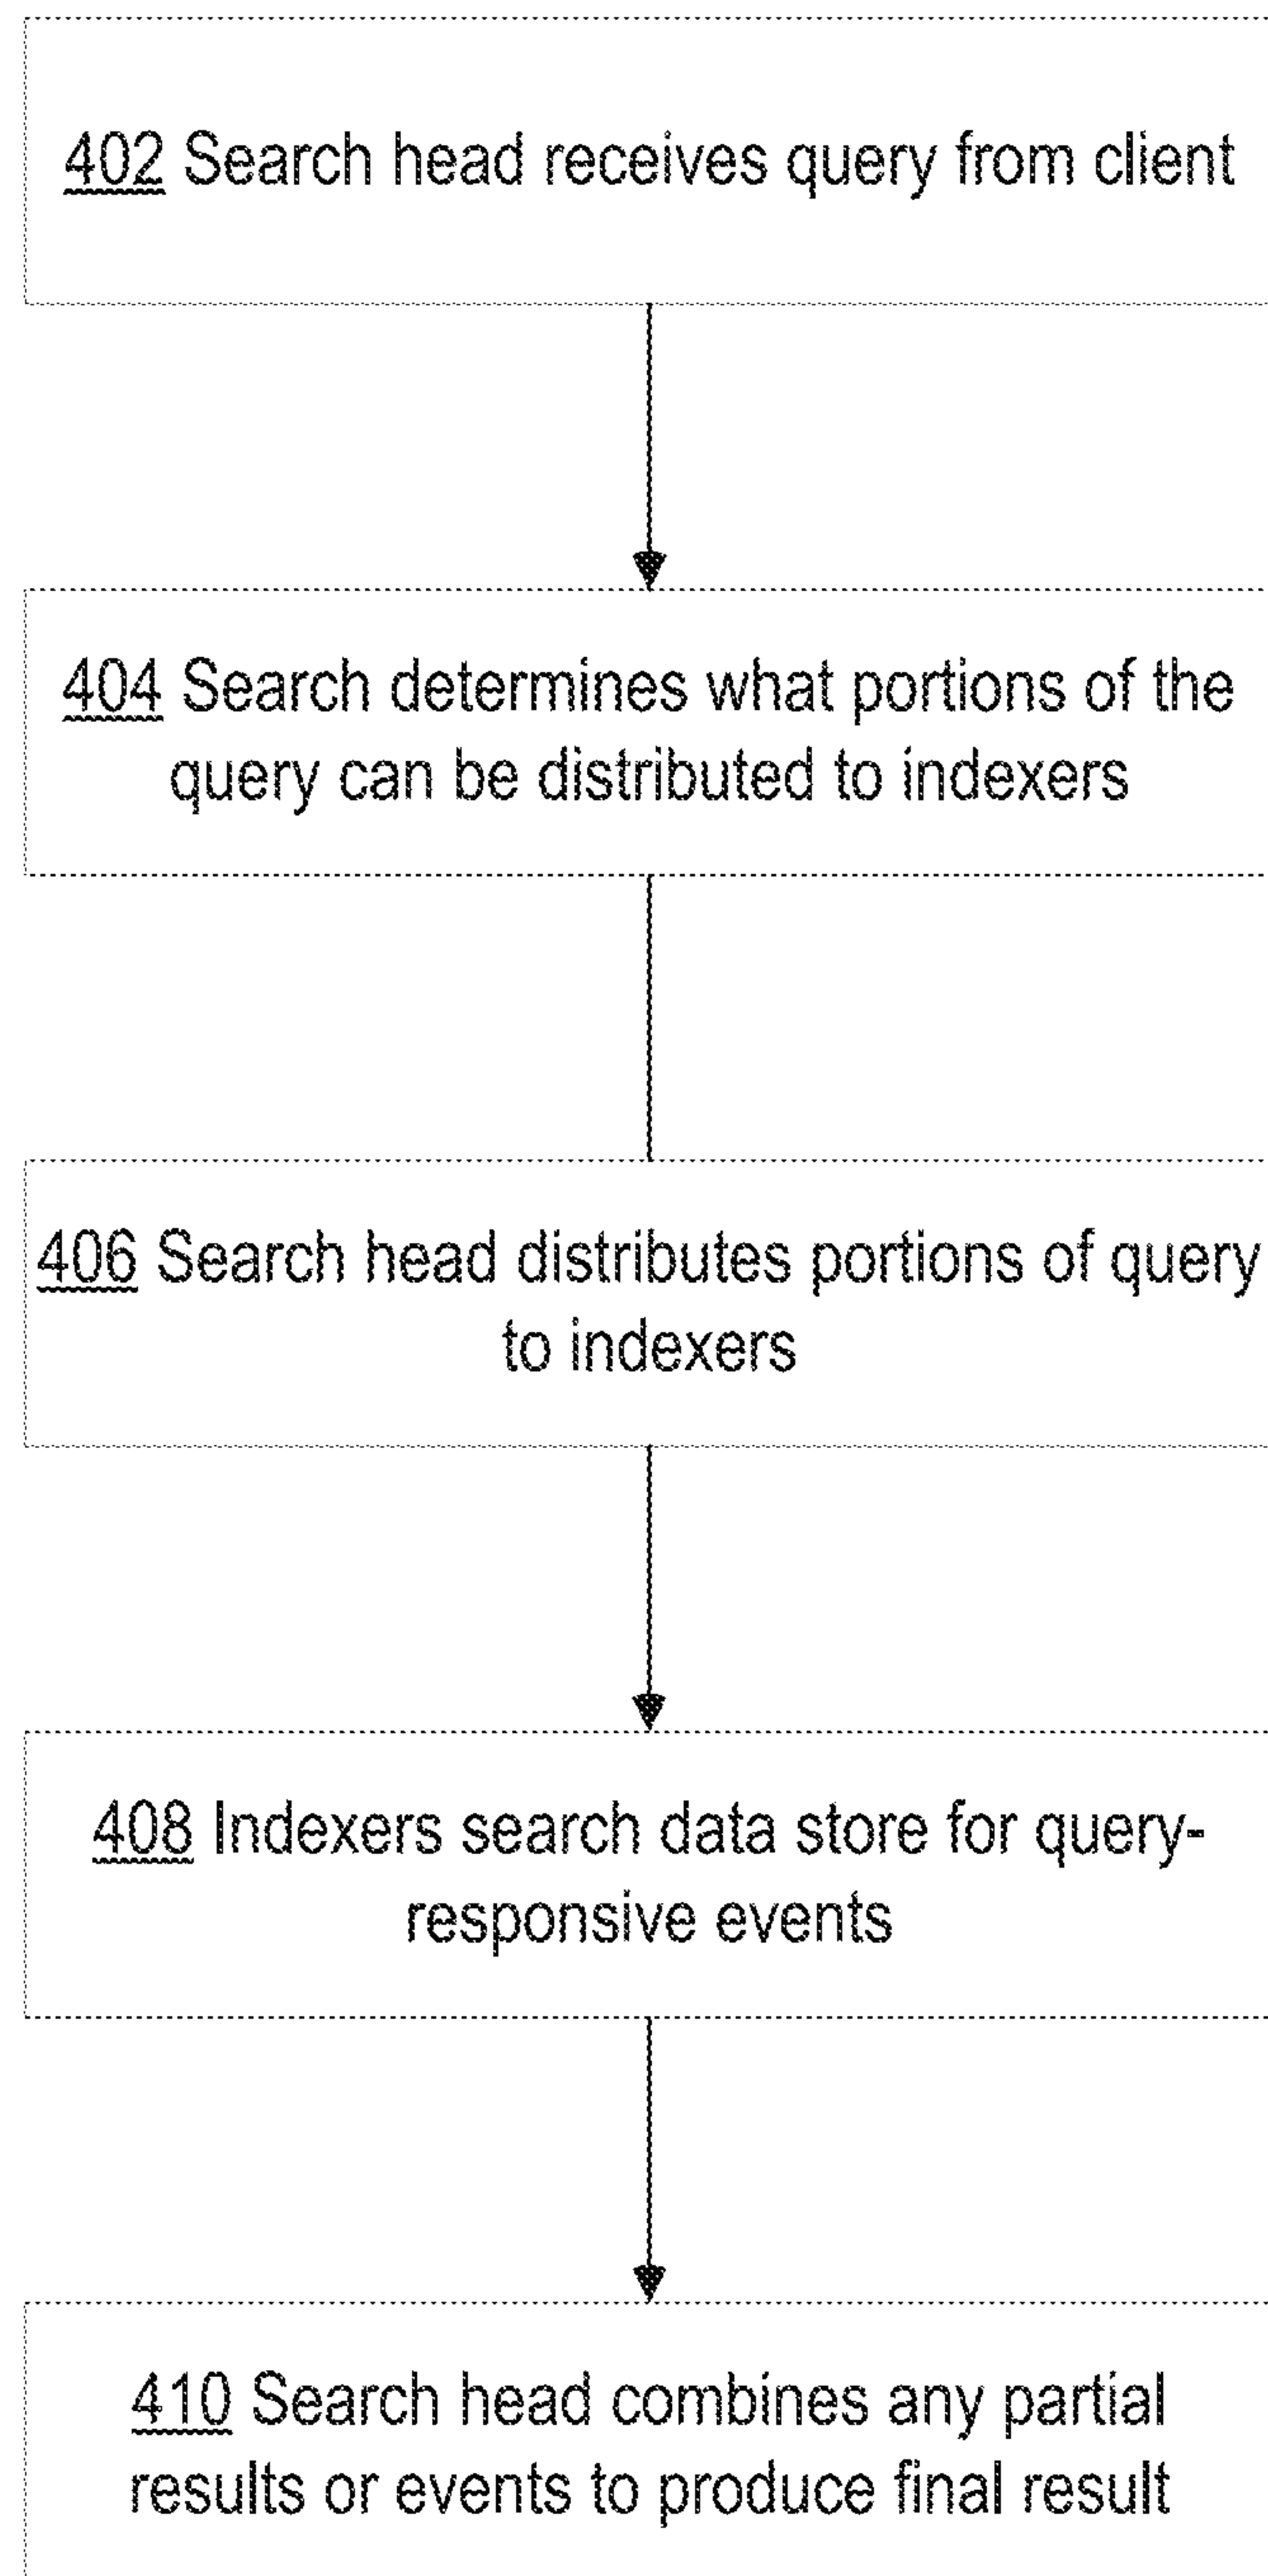 402 Search head receives query from client
404 Search determines what portions of the
query can be distributed to indexers
406 Search head distributes portions of query
to indexers
408 Indexers search data store for query-
responsive events
410 Search head combines any partial
results or events to produce final result